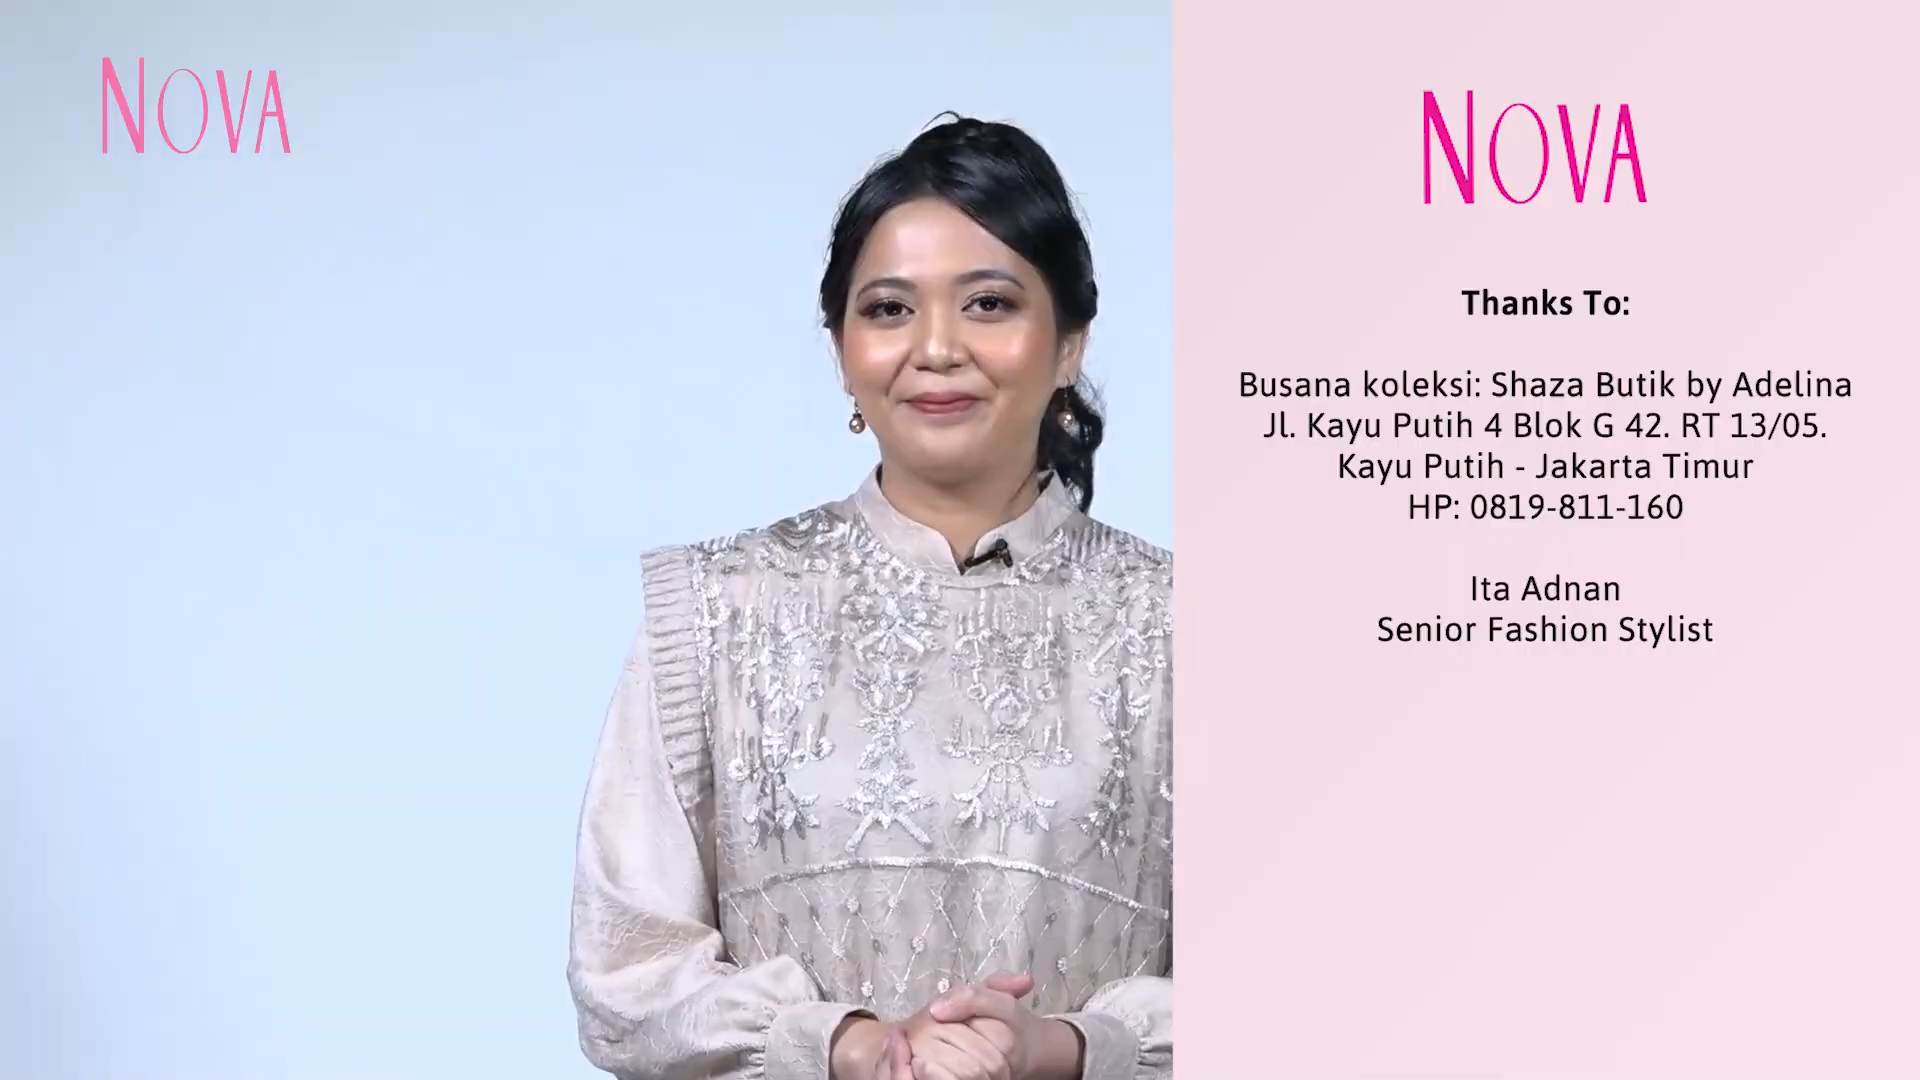 NOVA
NOVA
Thanks To:
Busana koleksi: Shaza Butik by Adelina
Jl. Kayu Putih 4 Blok G 42. RT 13/05.
Kayu Putih - Jakarta Timur
HP: 0819-811-160
Ita Adnan
Senior Fashion Stylist